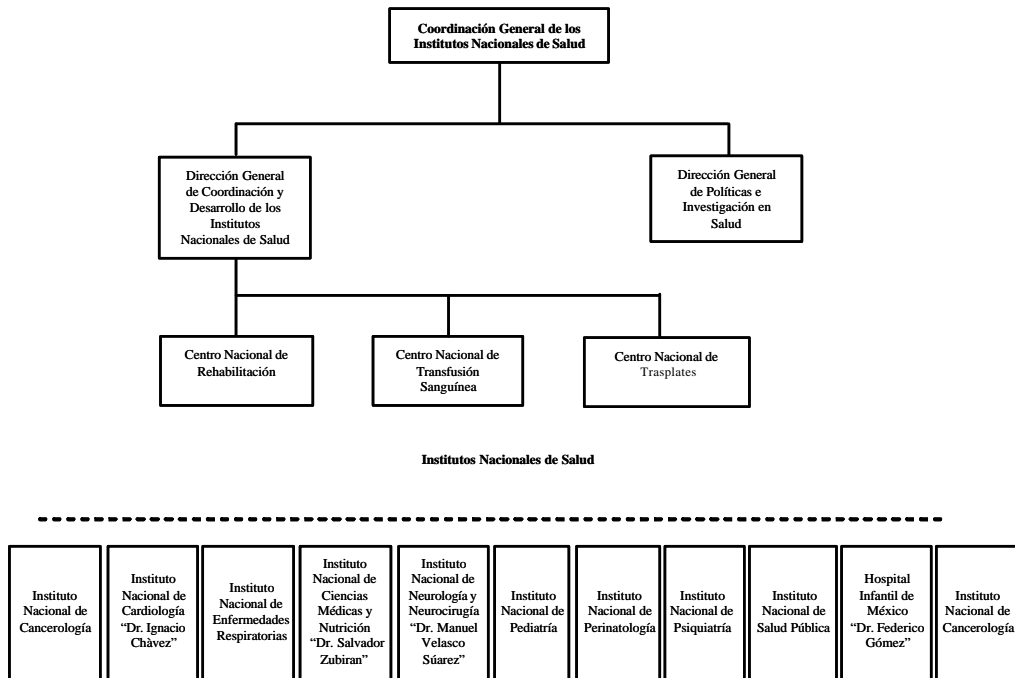 Coordinación General de los
Institutos Nacionales de Salud
Dirección General
de Coordinación y
Desarrollo de los
Institutos
Nacionales de Salud
Dirección General
de Políticas e
Investigación en
Salud
Centro Nacional de
Rehabilitación
Centro Nacional de
Transfusión
Sanguínea
Centro Nacional de
Trasplates
Institutos Nacionales de Salud
Instituto
Nacional de
Cancerología
Instituto
Nacional de
Cardiología
“Dr. Ignacio
Chàvez”
Instituto
Nacional de
Enfermedades
Respiratorias
Instituto
Nacional de
Ciencias
Médicas y
Nutrición
“Dr. Salvador
Zubiran”
Instituto
Nacional de
Neurología y
Neurocirugía
“Dr. Manuel
Velasco
Súarez”
Instituto
Nacional de
Pediatría
Instituto
Nacional de
Perinatología
Instituto
Nacional de
Psiquiatría
Instituto
Nacional de
Salud Pública
Hospital
Infantil de
México
“Dr. Federico
Gómez”
Instituto
Nacional de
Cancerología